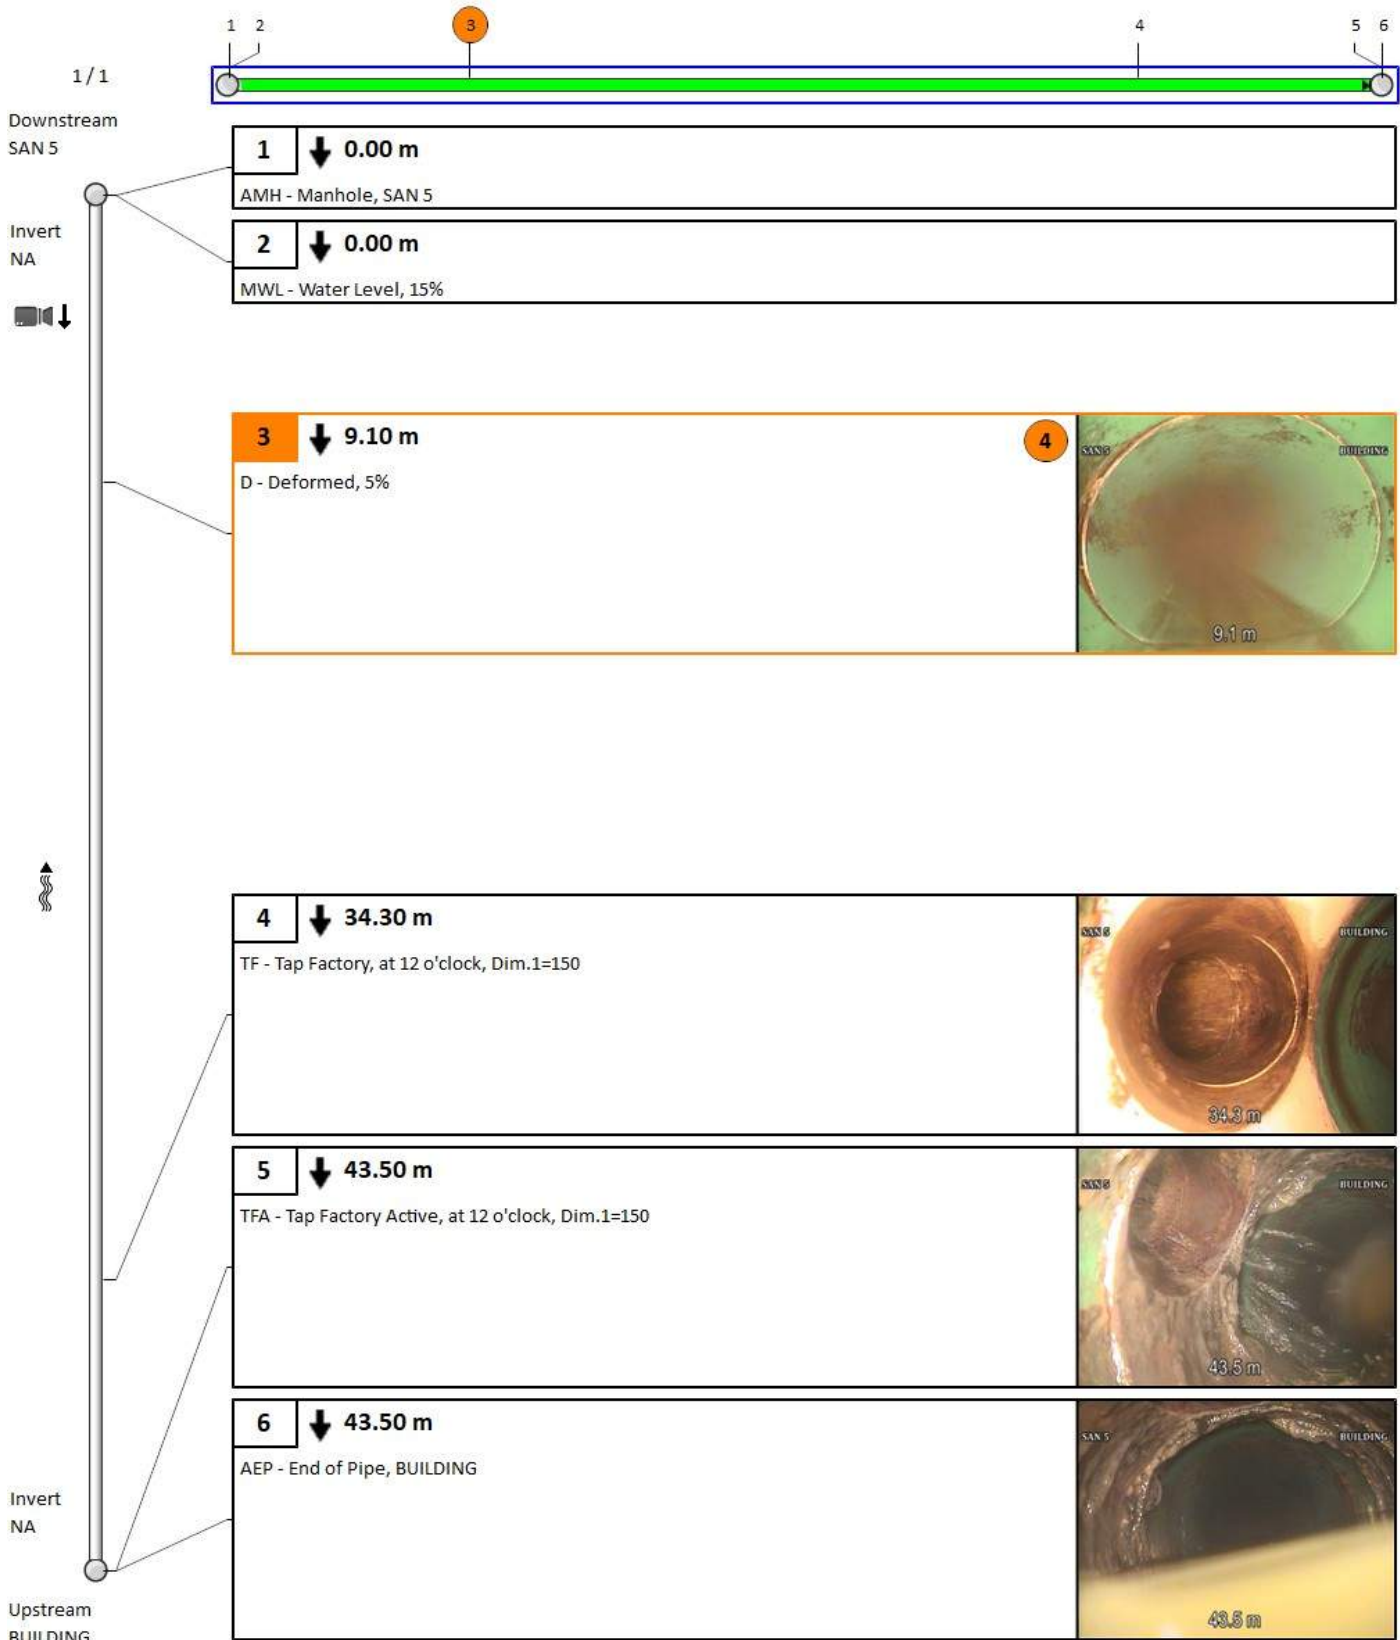 1 2 3 4 5 6
1 / 1
Downstream
SAN 5
1 0.00 m
AMH - Manhole, SAN 5
Invert
NA
2 0.00 m
MWL - Water Level, 15%
3 9.10 m 4
D - Deformed, 5%
SAN 5 BUILDING
9.1 m
4 34.30 m
TF - Tap Factory, at 12 o'clock, Dim.1=150
SAN 5 BUILDING
34.3 m
5 43.50 m
TFA - Tap Factory Active, at 12 o'clock, Dim.1=150
SAN 5 BUILDING
43.5 m
6 43.50 m
AEP - End of Pipe, BUILDING
SAN 5 BUILDING
43.5 m
Invert
NA
Upstream
BUILDING